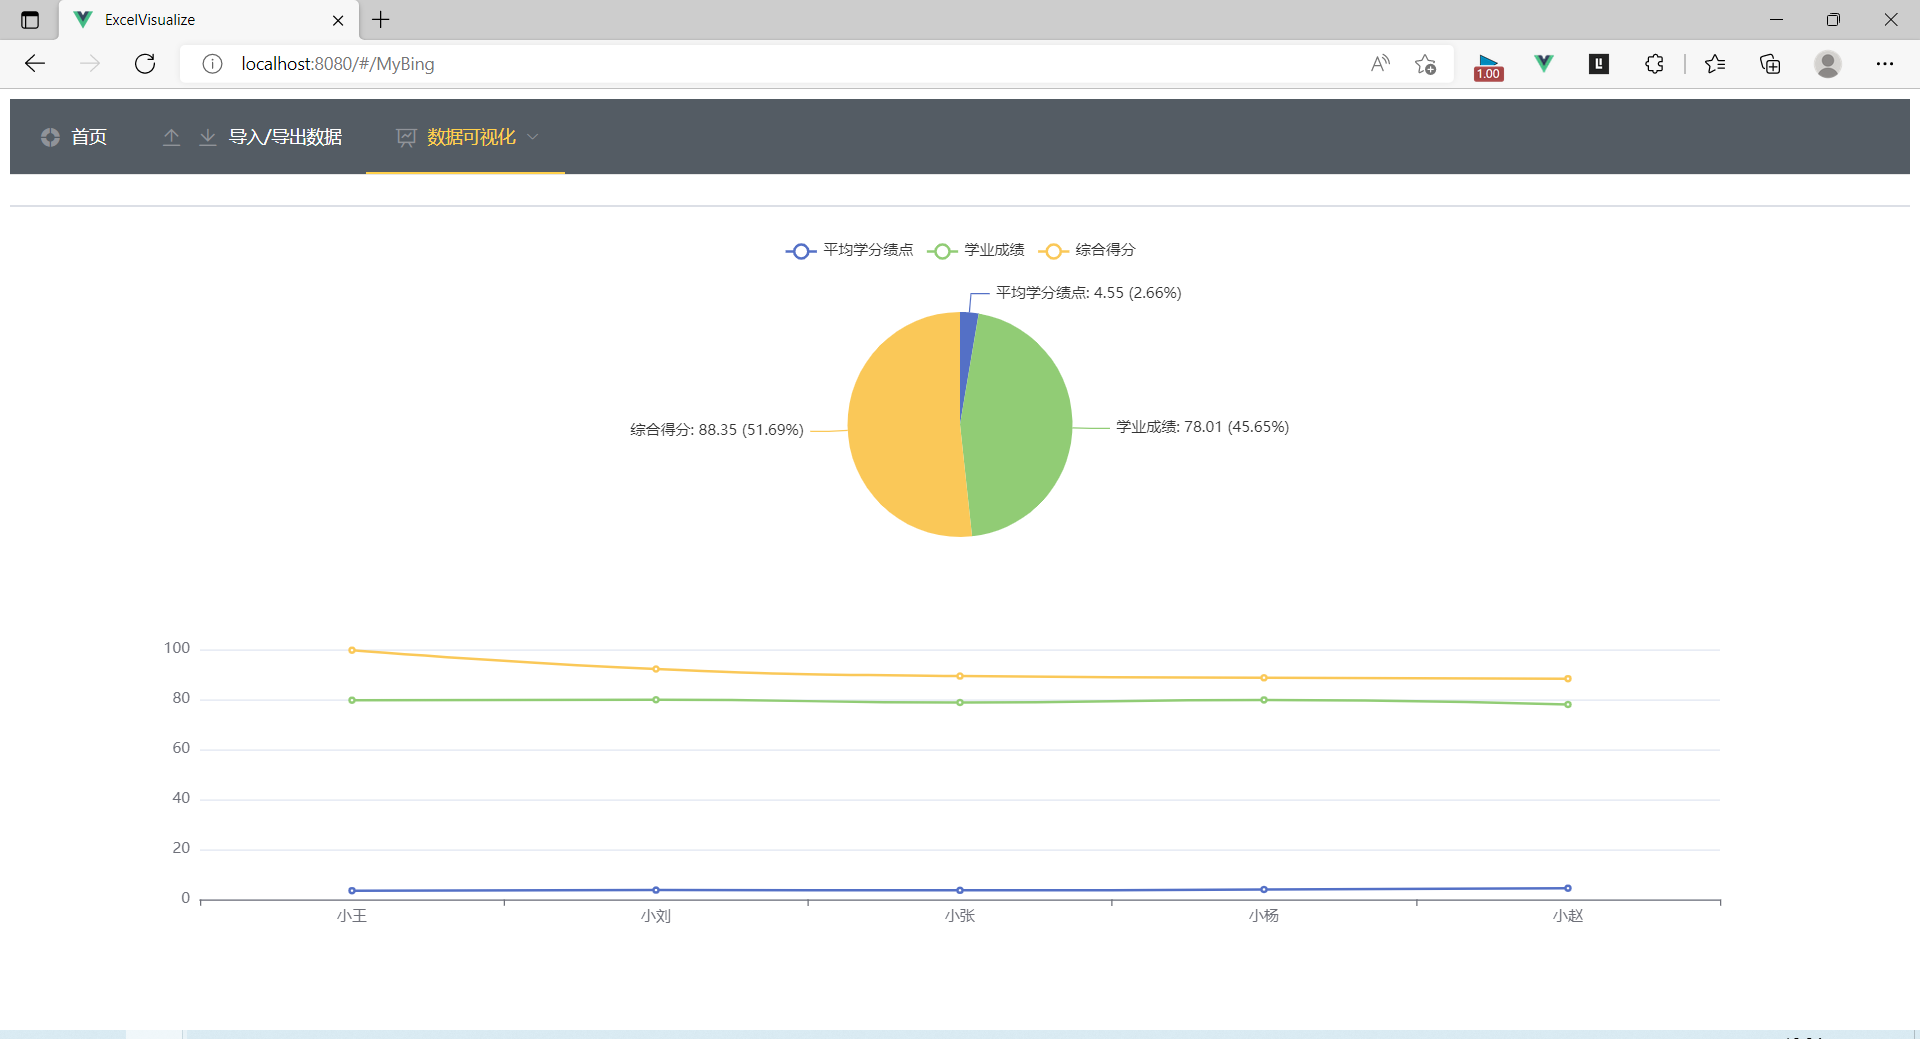 ExcelVisualize
localhost:8080/#/MyBing
1.00
首页 导入/导出数据 数据可视化
平均学分绩点 学业成绩 综合得分
平均学分绩点: 4.55 (2.66%)
综合得分: 88.35 (51.69%)
学业成绩: 78.01 (45.65%)
100
80
60
40
20
0
小王 小刘 小张 小杨 小赵